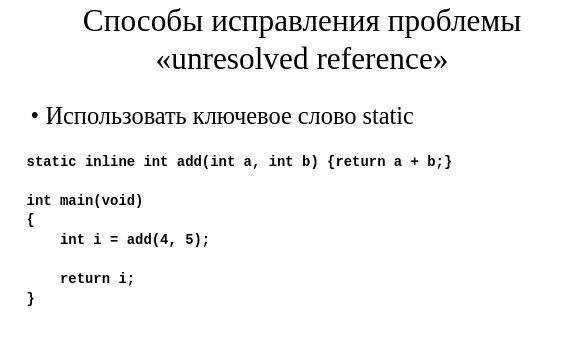 Способы исправления проблемы
«unresolved reference»
• Использовать ключевое слово static
static inline int add(int a, int b) {return a + b;}
int main(void)
{
    int i = add(4, 5);
    return i;
}